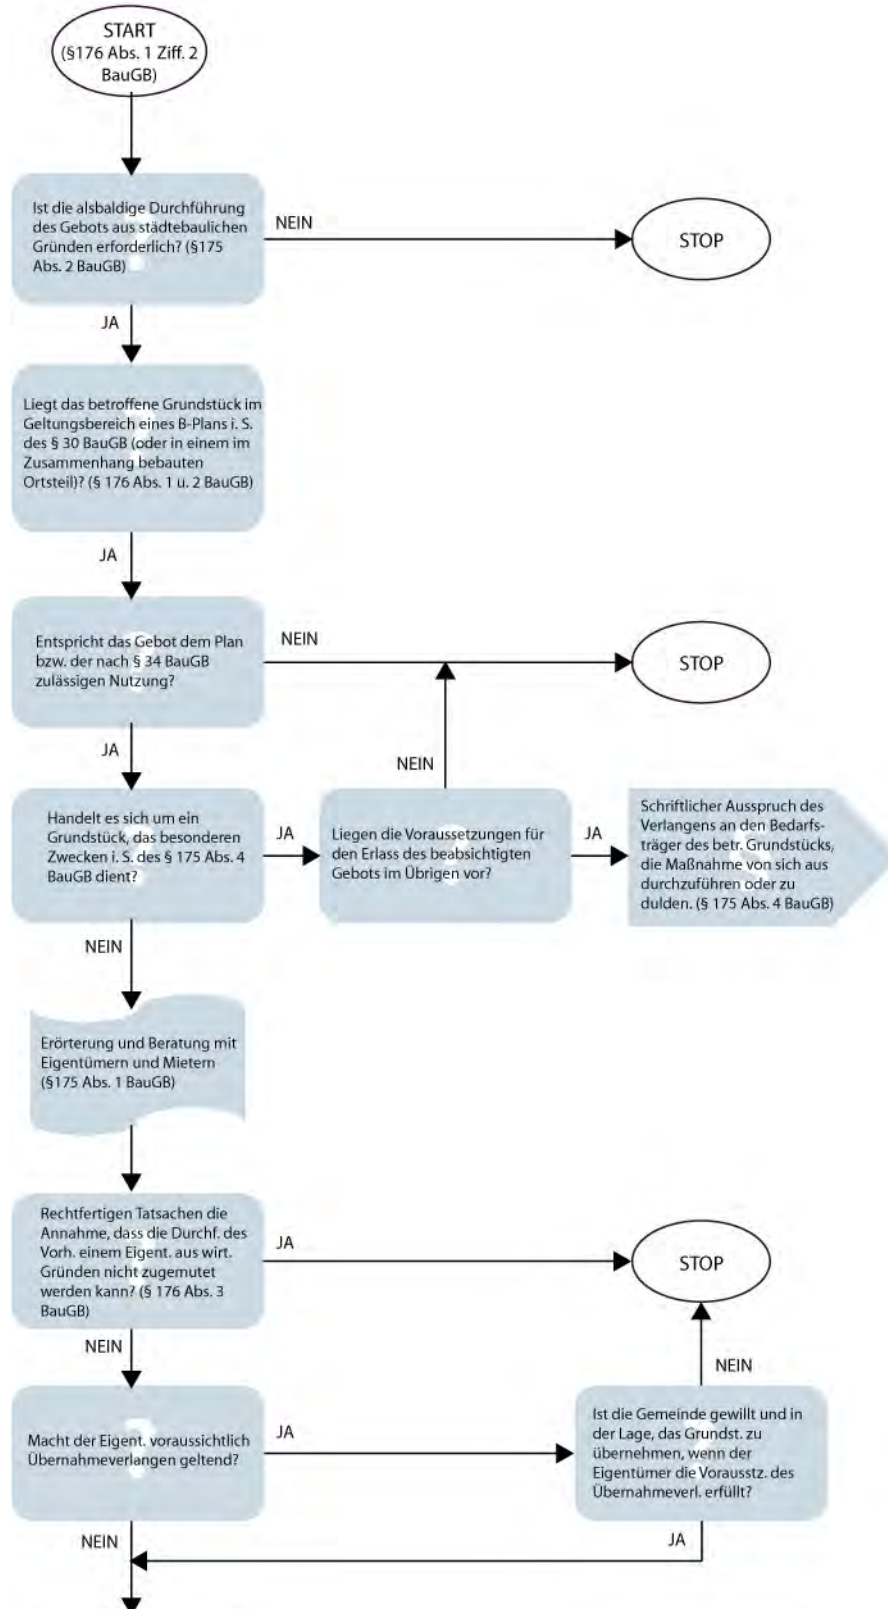 START
(§176 Abs. 1 Ziff. 2
BauGB)
Ist die alsbaldige Durchführung
des Gebots aus städtebaulichen
Gründen erforderlich? (§175
Abs. 2 BauGB)
NEIN
STOP
JA
Liegt das betroffene Grundstück im
Geltungsbereich eines B-Plans i. S.
des § 30 BauGB (oder in einem im
Zusammenhang bebauten
Ortsteil)? (§ 176 Abs. 1 u. 2 BauGB)
JA
Entspricht das Gebot dem Plan
bzw. der nach § 34 BauGB
zulässigen Nutzung?
NEIN
STOP
JA
NEIN
Handelt es sich um ein
Grundstück, das besonderen
Zwecken i. S. des § 175 Abs. 4
BauGB dient?
JA
Liegen die Voraussetzungen für
den Erlass des beabsichtigten
Gebots im Übrigen vor?
JA
Schriftlicher Ausspruch des
Verlangens an den Bedarfs-
träger des betr. Grundstücks,
die Maßnahme von sich aus
durchzuführen oder zu
dulden. (§ 175 Abs. 4 BauGB)
NEIN
Erörterung und Beratung mit
Eigentümern und Mietern
(§175 Abs. 1 BauGB)
Rechtfertigen Tatsachen die
Annahme, dass die Durchf. des
Vorh. einem Eigent. aus wirt.
Gründen nicht zugemutet
werden kann? (§ 176 Abs. 3
BauGB)
JA
STOP
NEIN
NEIN
Macht der Eigent. voraussichtlich
Übernahmeverlangen geltend?
JA
Ist die Gemeinde gewillt und in
der Lage, das Grundst. zu
übernehmen, wenn der
Eigentümer die Vorausstz. des
Übernahmeverl. erfüllt?
NEIN
JA